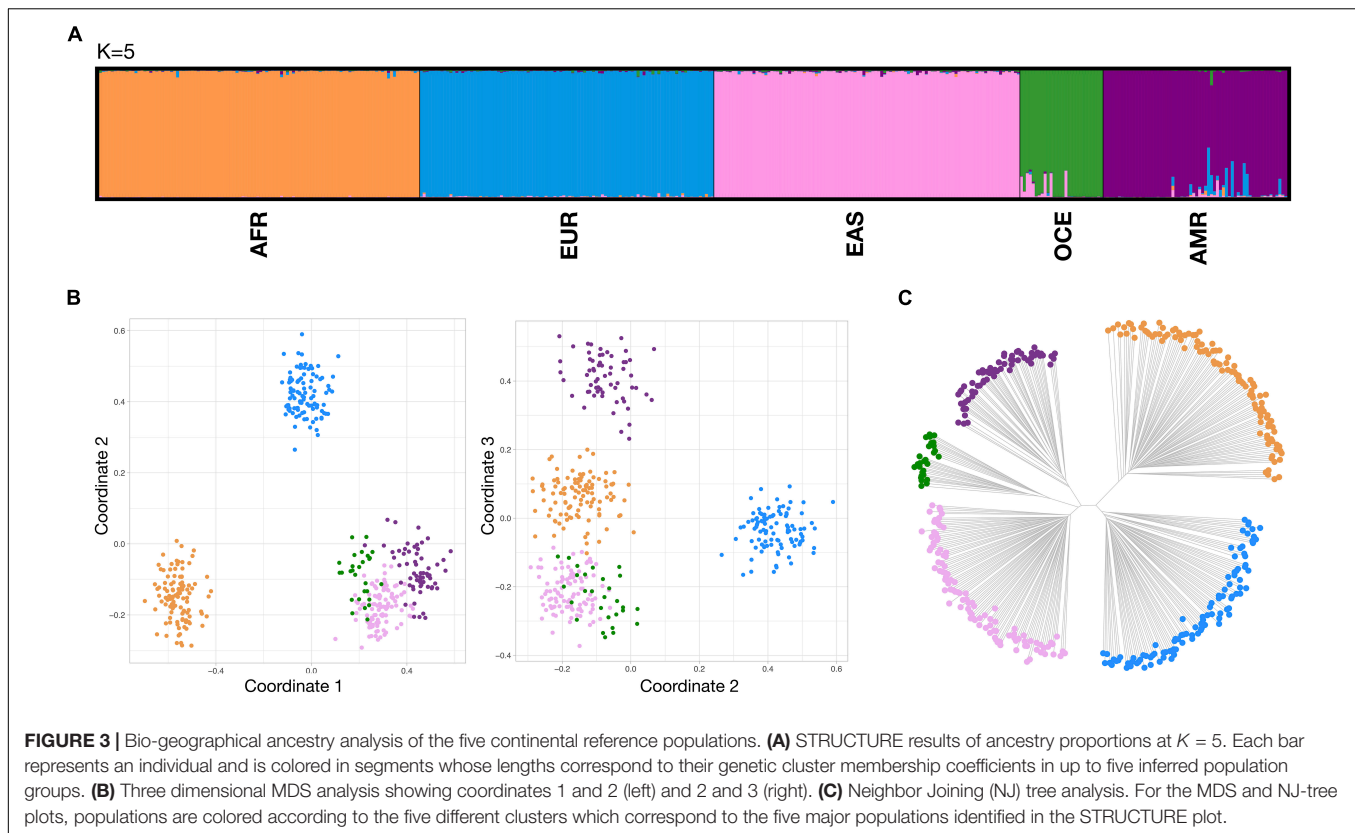 A
K=5
AFR
EUR
EAS
OCE
AMR
B
0.6
0.4
0.2
0.0
−0.2
−0.4
0.0
0.4
Coordinate 2
Coordinate 1
0.4
0.2
0.0
−0.2
−0.4
−0.2
0.0
0.2
0.4
0.6
Coordinate 3
Coordinate 2
C
FIGURE 3 | Bio-geographical ancestry analysis of the five continental reference populations. (A) STRUCTURE results of ancestry proportions at K = 5. Each bar
represents an individual and is colored in segments whose lengths correspond to their genetic cluster membership coefficients in up to five inferred population
groups. (B) Three dimensional MDS analysis showing coordinates 1 and 2 (left) and 2 and 3 (right). (C) Neighbor Joining (NJ) tree analysis. For the MDS and NJ-tree
plots, populations are colored according to the five different clusters which correspond to the five major populations identified in the STRUCTURE plot.